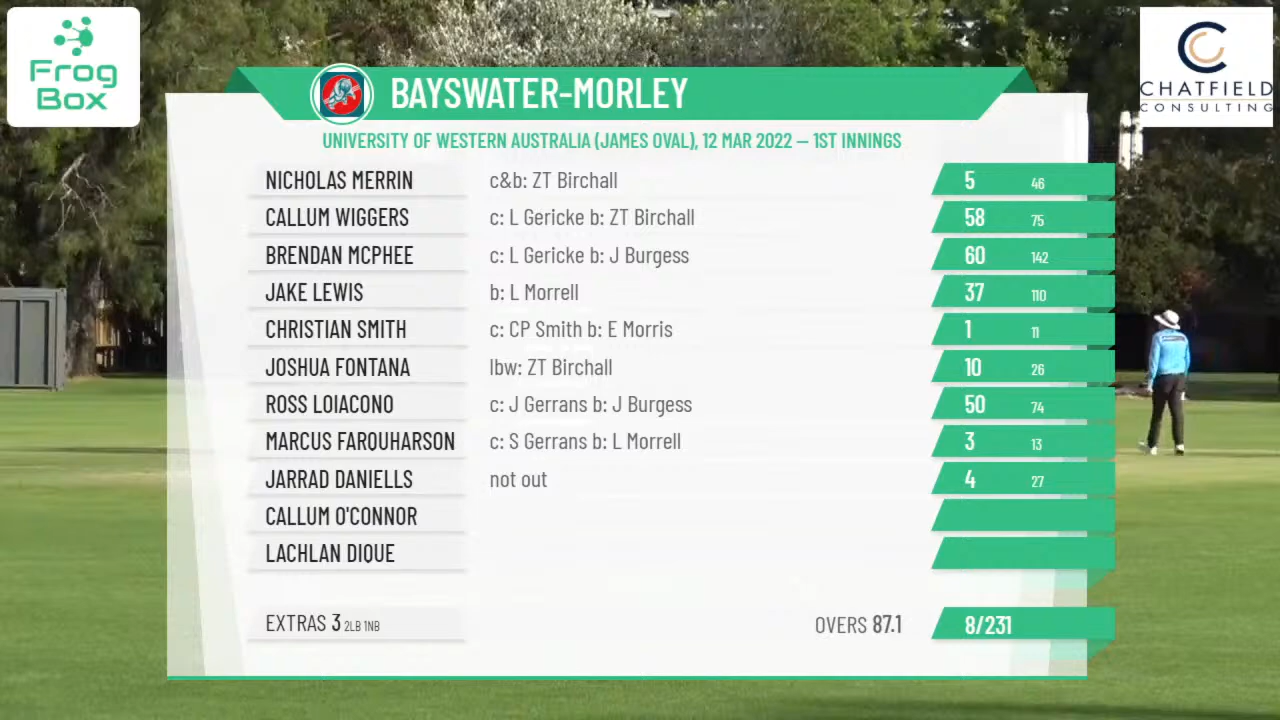 Frog
Box
CHATFIELD
CONSULTING
BAYSWATER-MORLEY
UNIVERSITY OF WESTERN AUSTRALIA (JAMES OVAL), 12 MAR 2022 – 1ST INNINGS
NICHOLAS MERRIN c&b: ZT Birchall 5 46
CALLUM WIGGERS c: L Gericke b: ZT Birchall 58 75
BRENDAN MCPHEE c: L Gericke b: J Burgess 60 142
JAKE LEWIS b: L Morrell 37 110
CHRISTIAN SMITH c: CP Smith b: E Morris 1 11
JOSHUA FONTANA lbw: ZT Birchall 10 26
ROSS LOIACONO c: J Gerrans b: J Burgess 50 74
MARCUS FARQUHARSON c: S Gerrans b: L Morrell 3 13
JARRAD DANIELLS not out 4 27
CALLUM O'CONNOR
LACHLAN DIQUE
EXTRAS 3 2LB 1NB OVERS 87.1 8/231